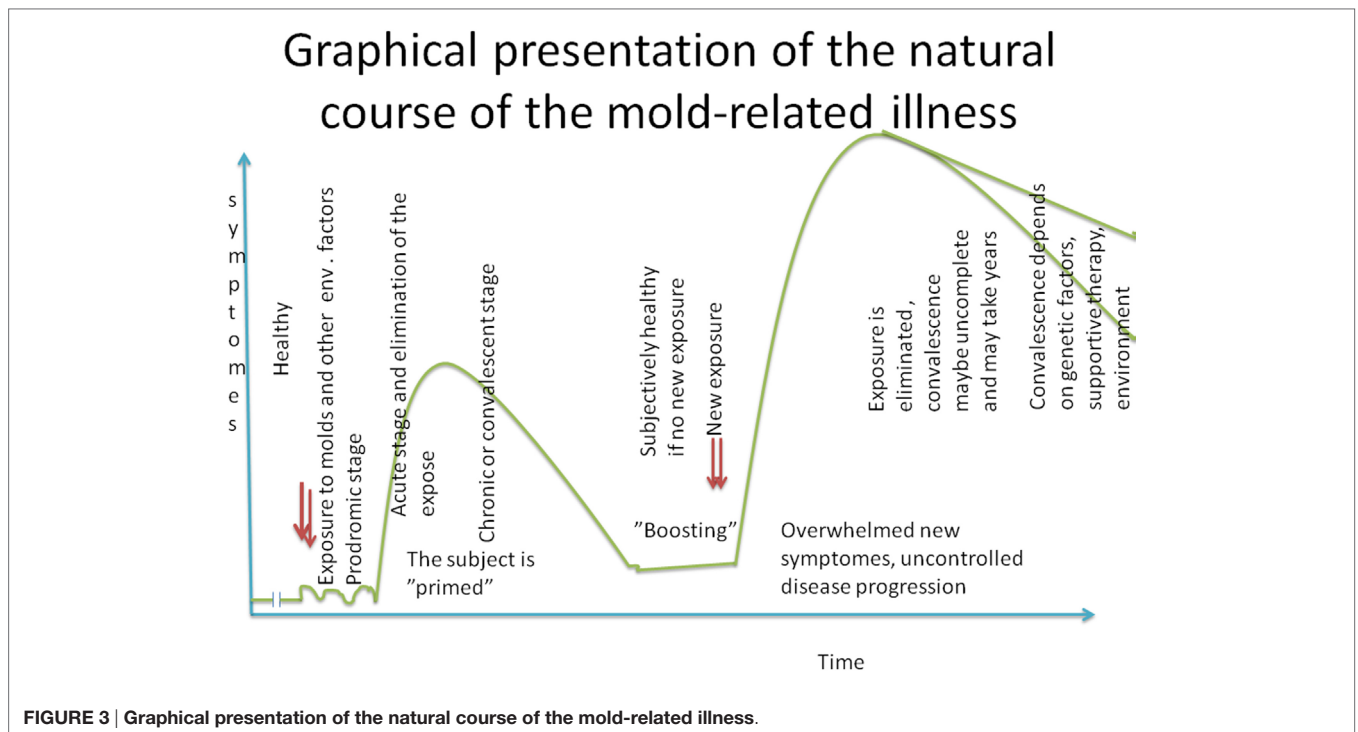 Graphical presentation of the natural
course of the mold-related illness
symptomes
Healthy
Exposure to molds and other env . factors
Prodromic stage
Acute stage and elimination of the
expose
Chronic or convalescent stage
The subject is
”primed”
Subjectively healthy
if no new exposure
New exposure
”Boosting”
Overwhelmed new
symptomes, uncontrolled
disease progression
Exposure is
eliminated ,
convalescence
maybe uncomplete
and may take years
Convalescence depends
on genetic factors,
supportive therapy,
environment
Time
FIGURE 3 | Graphical presentation of the natural course of the mold-related illness.